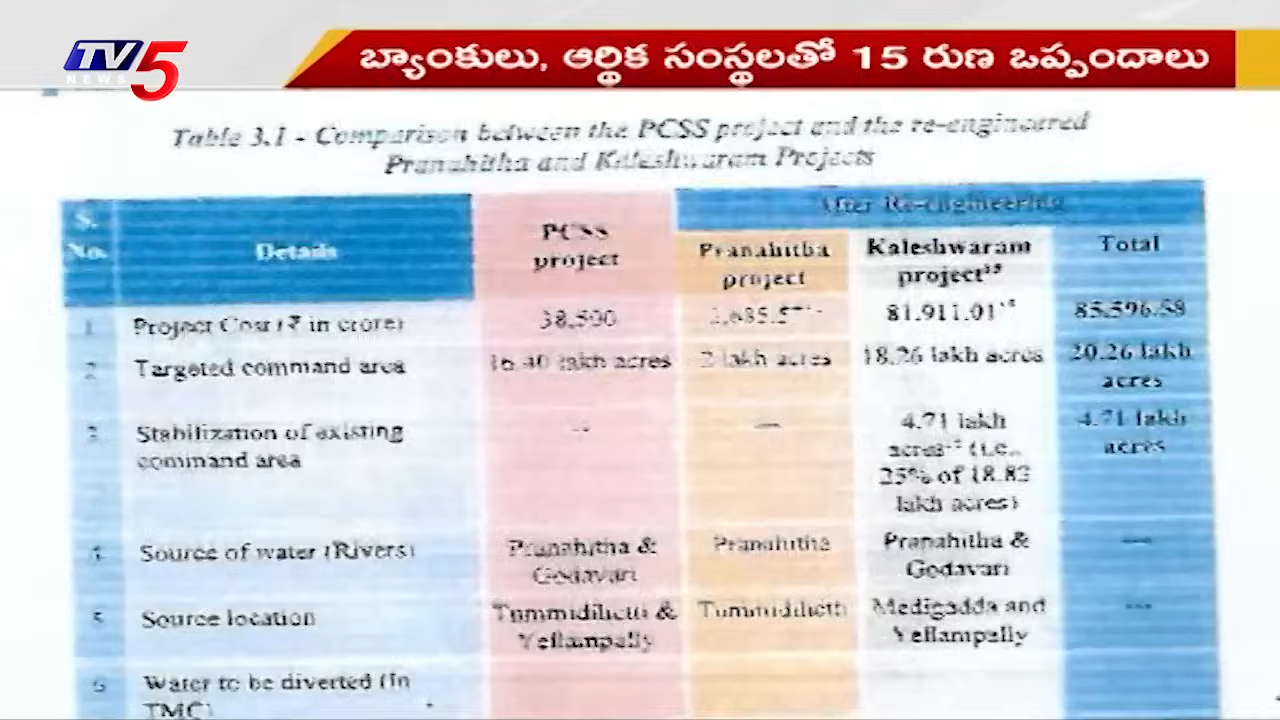 TV5
NEWS
బ్యాంకులు, ఆర్థిక సంస్థలతో 15 రుణ ఒప్పందాలు
Table 3.1 - Comparison between the PCSS project and the re-engineered
Pranahitha and Kaleshwaram Projects
S. No. Details PCSS project After Re-engineering
Pranahitha project Kaleshwaram project Total
1 Project Cost (₹ in crore) 38,500 81,911.01 85,596.58
2 Targeted command area 16.40 lakh acres 2 lakh acres 18.26 lakh acres 20.26 lakh acres
3 Stabilization of existing command area -- — 4.71 lakh acres (i.e., 25% of 18.83 lakh acres) 4.71 lakh acres
4 Source of water (Rivers) Pranahitha & Godavari Pranahitha Pranahitha & Godavari ---
5 Source location Tummidihetti & Yellampally Tummidihetti Medigadda and Yellampally ---
6 Water to be diverted (In TMC)